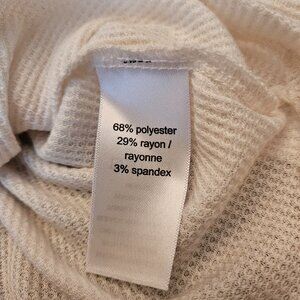 68% polyester
29% rayon /
rayonne
3% spandex